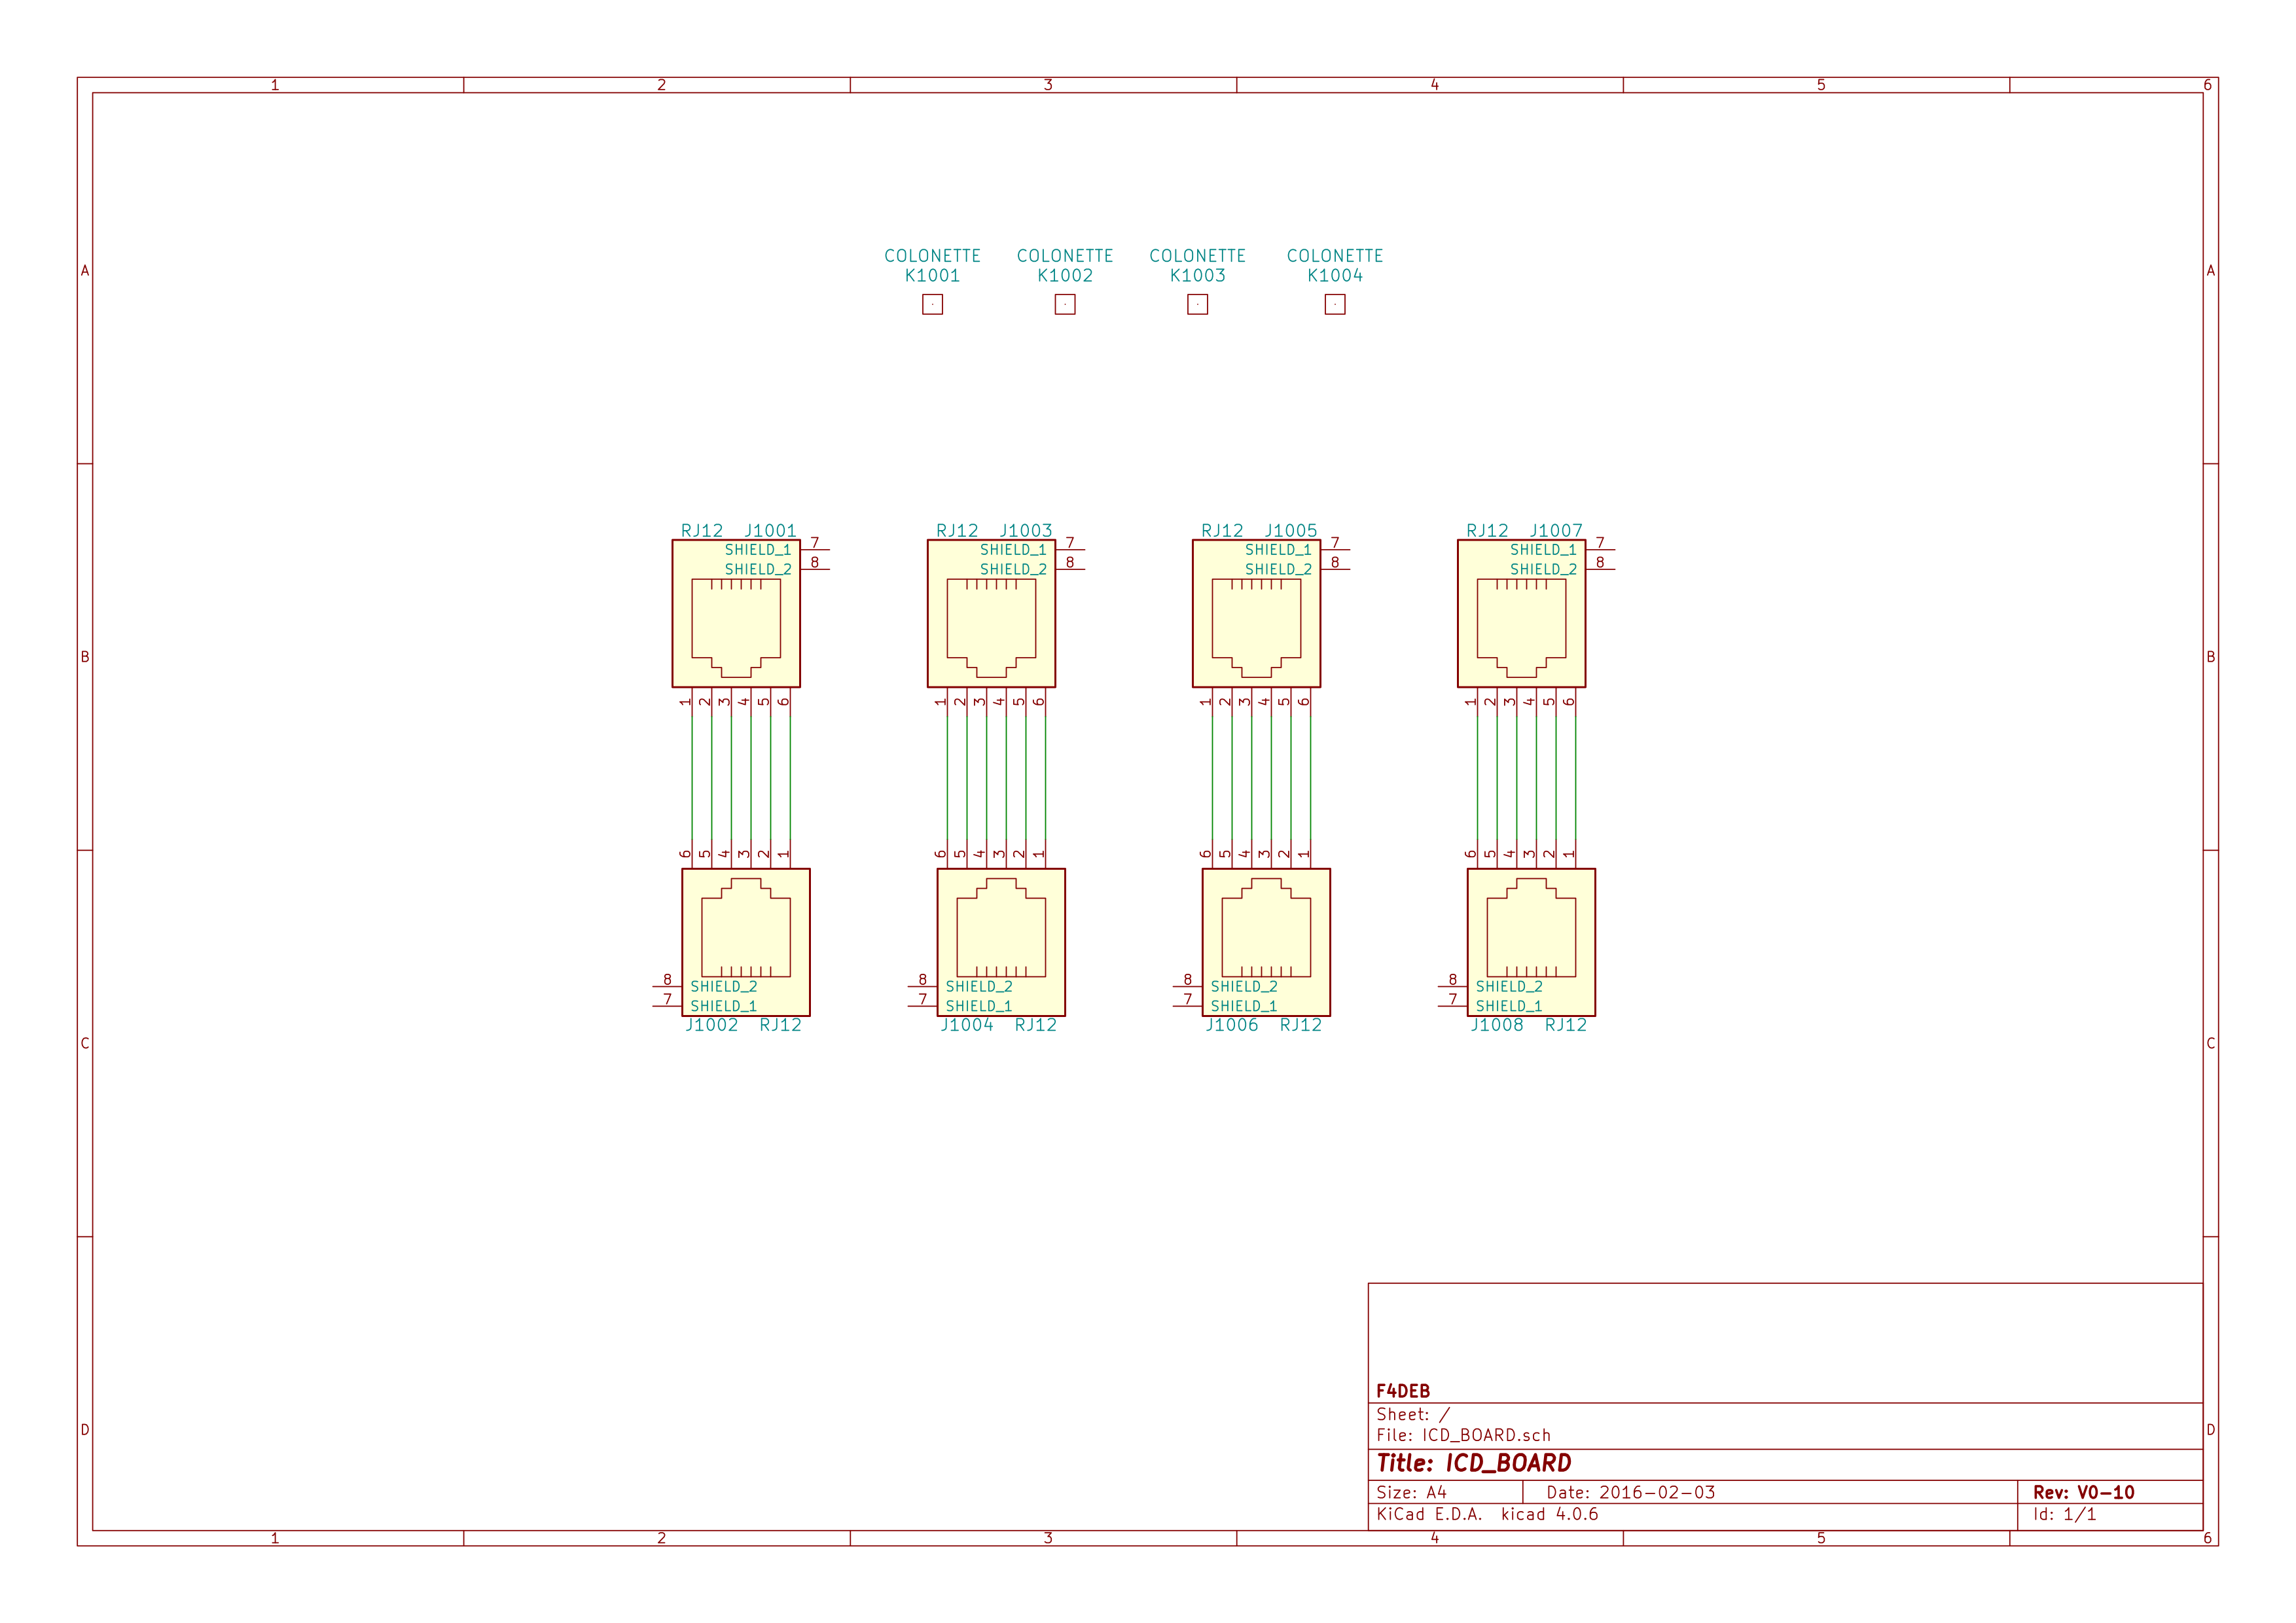 1 2 3 4 5 6
A A
COLONETTE COLONETTE COLONETTE COLONETTE
K1001 K1002 K1003 K1004
RJ12 J1001 RJ12 J1003 RJ12 J1005 RJ12 J1007
SHIELD_1 7 SHIELD_1 7 SHIELD_1 7 SHIELD_1 7
SHIELD_2 8 SHIELD_2 8 SHIELD_2 8 SHIELD_2 8
B B
1 2 3 4 5 6 1 2 3 4 5 6 1 2 3 4 5 6 1 2 3 4 5 6
6 5 4 3 2 1 6 5 4 3 2 1 6 5 4 3 2 1 6 5 4 3 2 1
8 SHIELD_2 8 SHIELD_2 8 SHIELD_2 8 SHIELD_2
7 SHIELD_1 7 SHIELD_1 7 SHIELD_1 7 SHIELD_1
J1002 RJ12 J1004 RJ12 J1006 RJ12 J1008 RJ12
C C
F4DEB
Sheet: /
D D
File: ICD_BOARD.sch
Title: ICD_BOARD
Size: A4 Date: 2016-02-03 Rev: V0-10
KiCad E.D.A. kicad 4.0.6 Id: 1/1
1 2 3 4 5 6